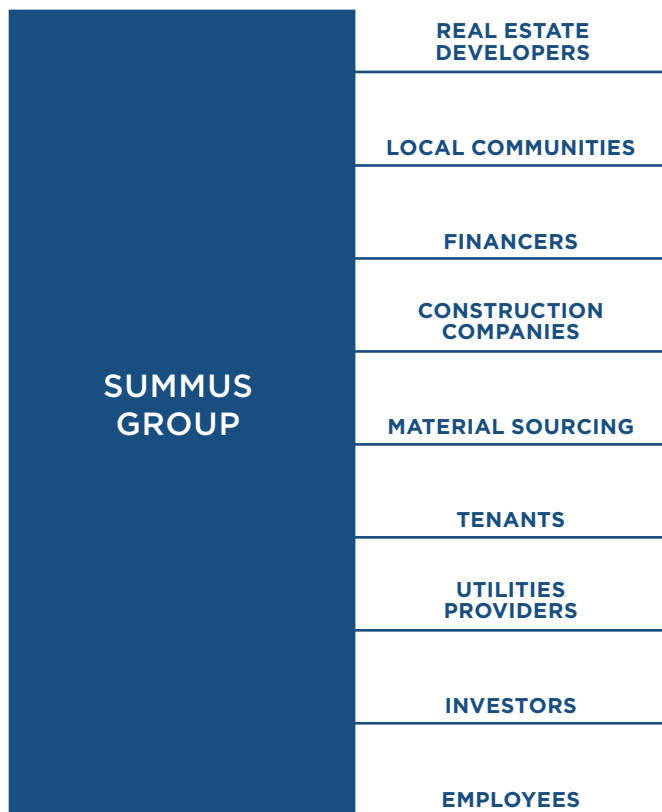 SUMMUS
GROUP
REAL ESTATE
DEVELOPERS
LOCAL COMMUNITIES
FINANCERS
CONSTRUCTION
COMPANIES
MATERIAL SOURCING
TENANTS
UTILITIES
PROVIDERS
INVESTORS
EMPLOYEES